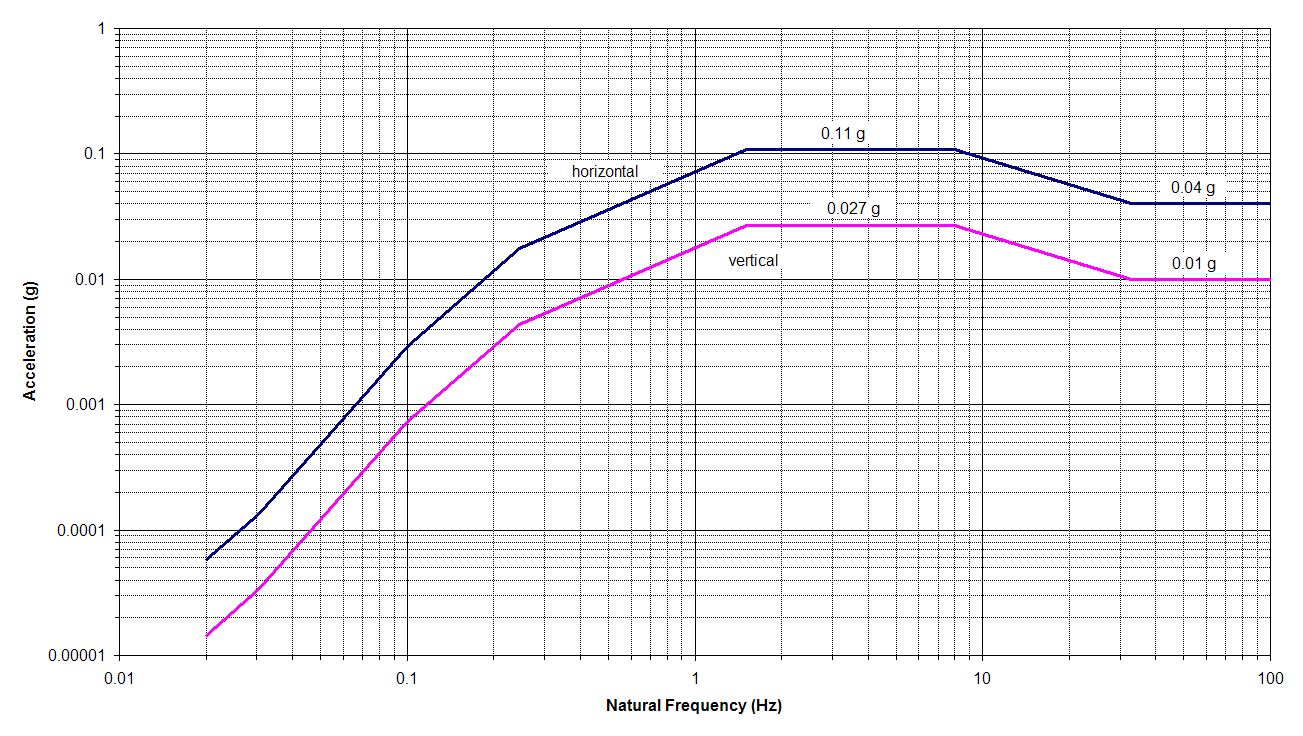 1
0.11 g
0.1
horizontal
0.04 g
0.027 g
vertical
0.01 g
0.01
Acceleration (g)
0.001
0.0001
0.00001
0.01 0.1 1 10 100
Natural Frequency (Hz)